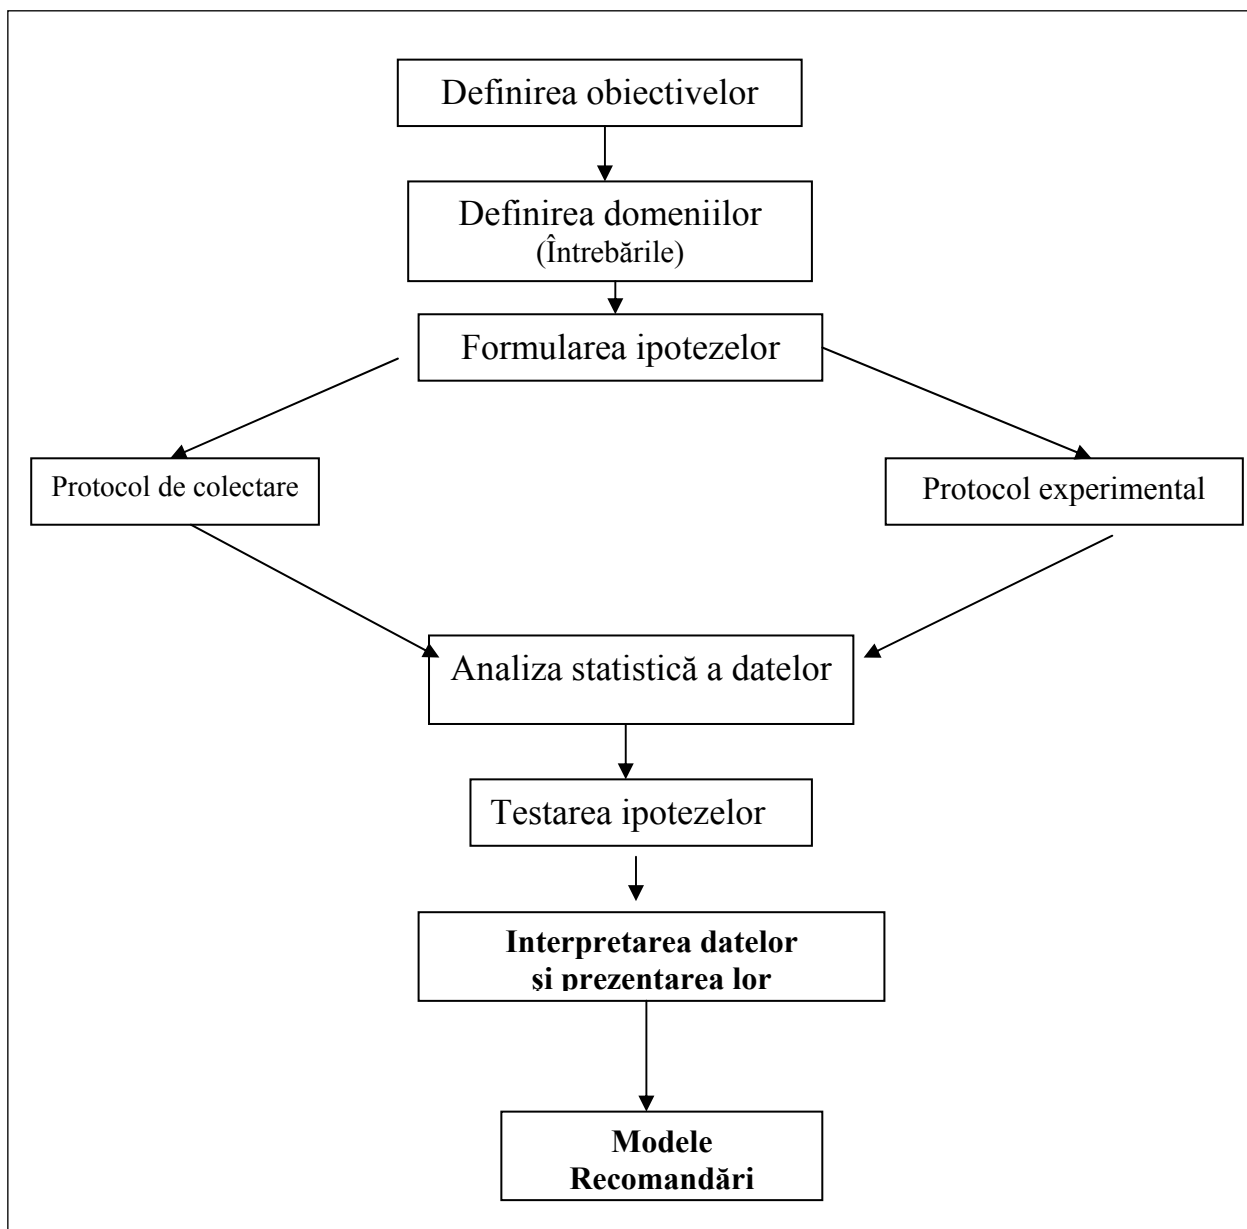 Definirea obiectivelor
Definirea domeniilor
(Întrebările)
Formularea ipotezelor
Protocol de colectare
Protocol experimental
Analiza statistică a datelor
Testarea ipotezelor
Interpretarea datelor
și prezentarea lor
Modele
Recomandări